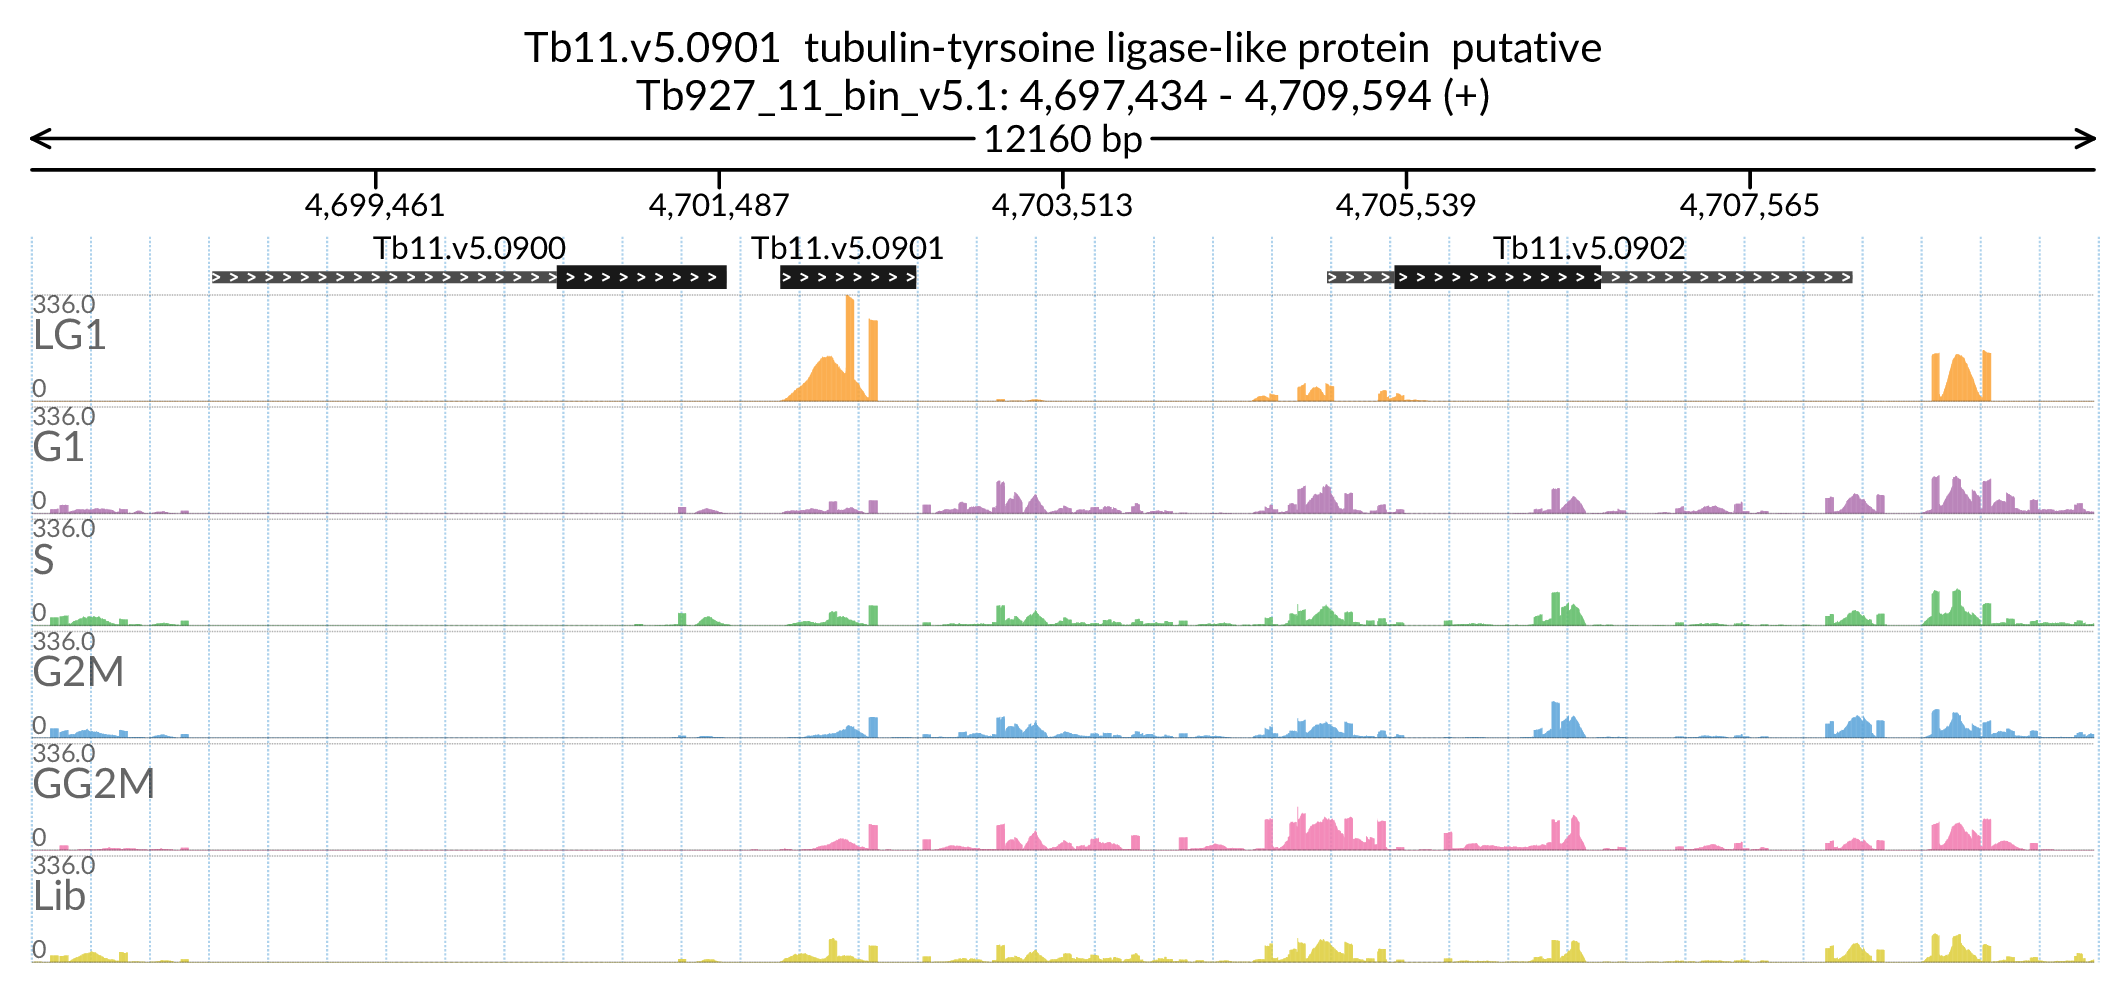 Tb11.v5.0901 tubulin-tyrsoine ligase-like protein putative
Tb927_11_bin_v5.1: 4,697,434 - 4,709,594 (+)
12160 bp
4,699,461 4,701,487 4,703,513 4,705,539 4,707,565
Tb11.v5.0900 Tb11.v5.0901 Tb11.v5.0902
336.0
LG1
0
336.0
G1
0
336.0
S
0
336.0
G2M
0
336.0
GG2M
0
336.0
Lib
0